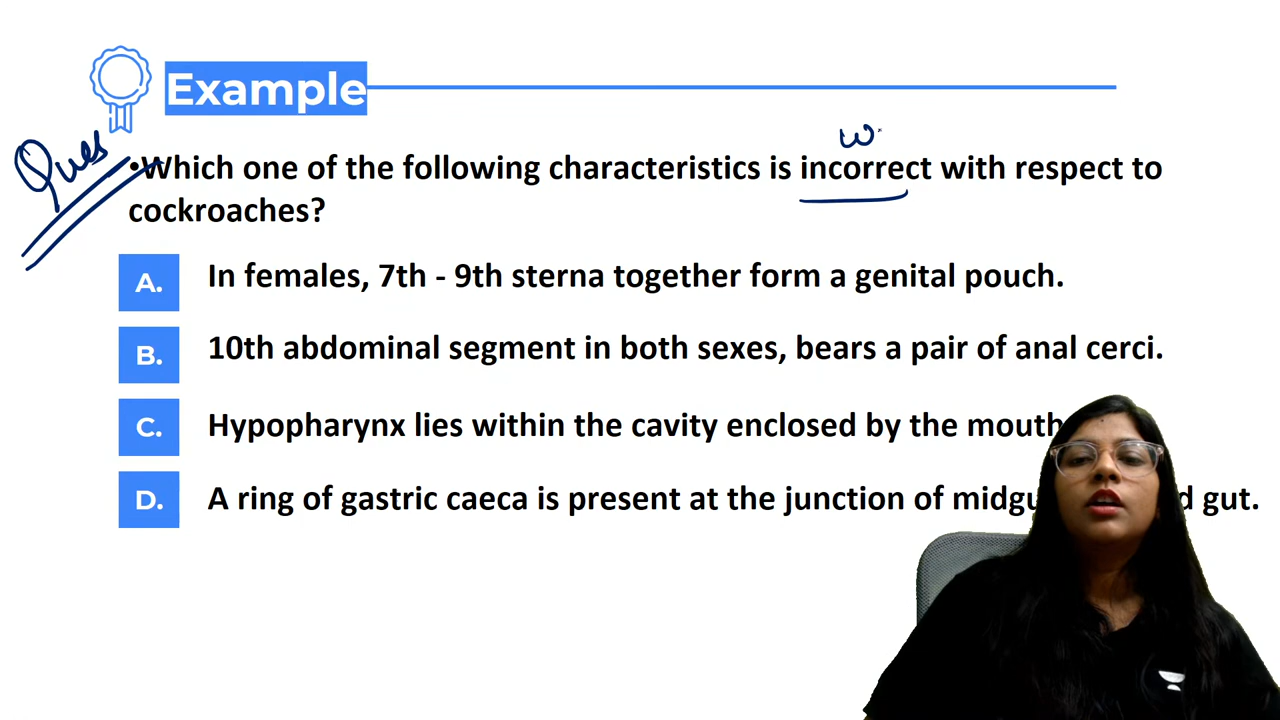 Example
Ques
w
•Which one of the following characteristics is incorrect with respect to
cockroaches?
A. In females, 7th - 9th sterna together form a genital pouch.
B. 10th abdominal segment in both sexes, bears a pair of anal cerci.
C. Hypopharynx lies within the cavity enclosed by the mouth
D. A ring of gastric caeca is present at the junction of gut.